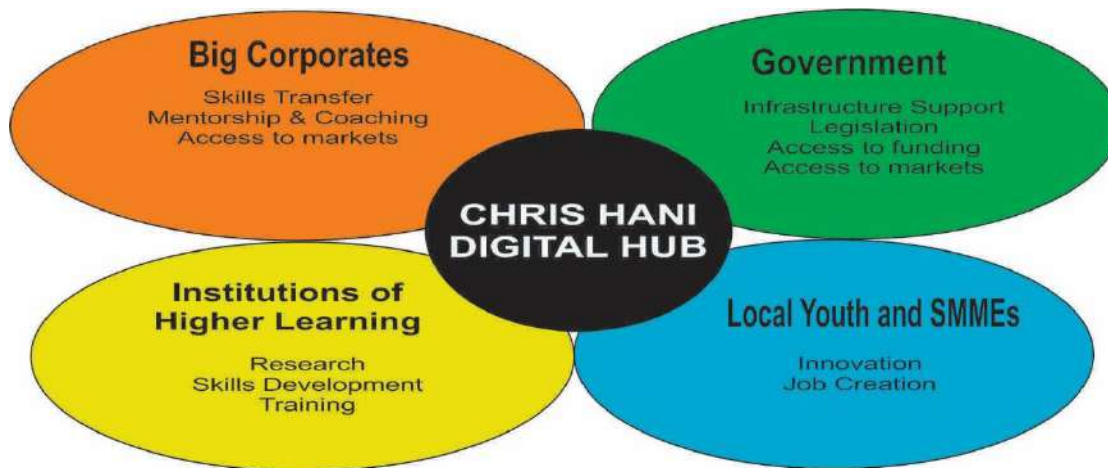 Big Corporates
Skills Transfer
Mentorship & Coaching
Access to markets
Government
Infrastructure Support
Legislation
Access to funding
Access to markets
CHRIS HANI
DIGITAL HUB
Institutions of
Higher Learning
Research
Skills Development
Training
Local Youth and SMMEs
Innovation
Job Creation